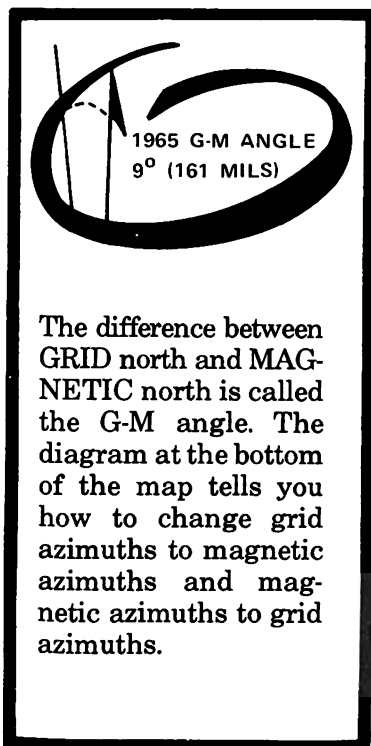 1965 G-M ANGLE
9° (161 MILS)
The difference between
GRID north and MAG-
NETIC north is called
the G-M angle. The
diagram at the bottom
of the map tells you
how to change grid
azimuths to magnetic
azimuths and mag-
netic azimuths to grid
azimuths.